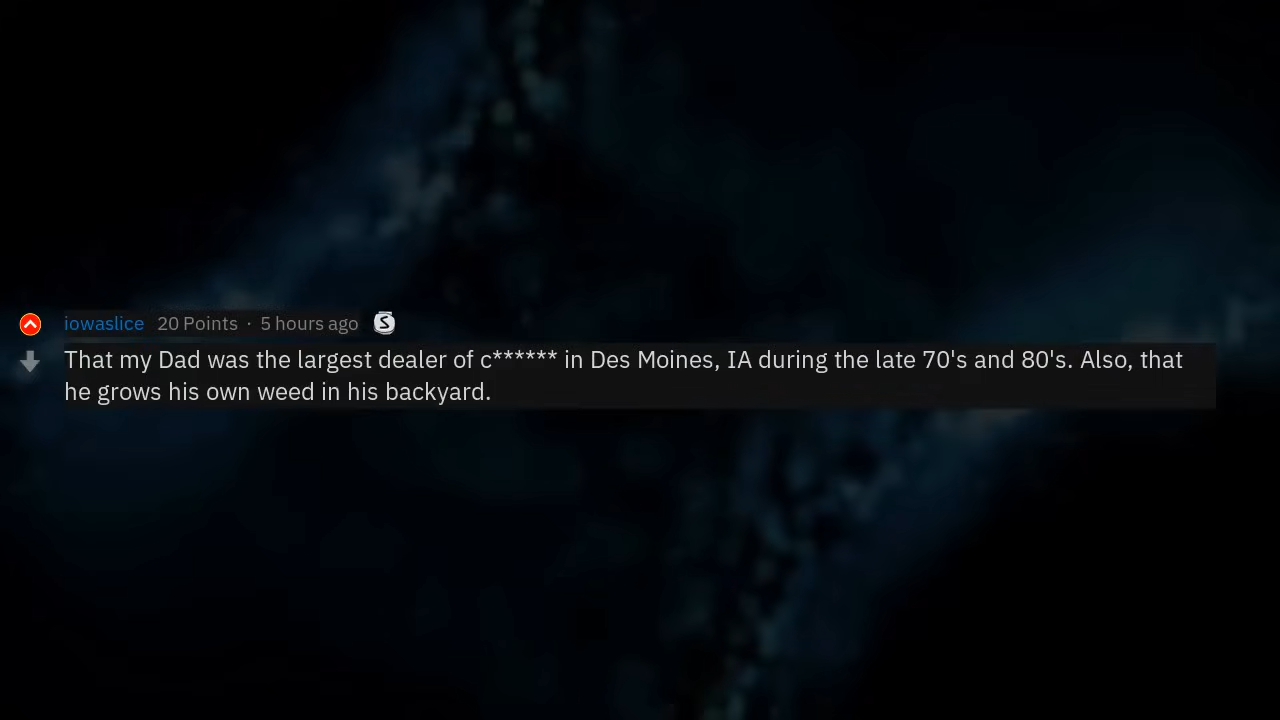 iowaslice 20 Points · 5 hours ago S
That my Dad was the largest dealer of c****** in Des Moines, IA during the late 70's and 80's. Also, that
he grows his own weed in his backyard.